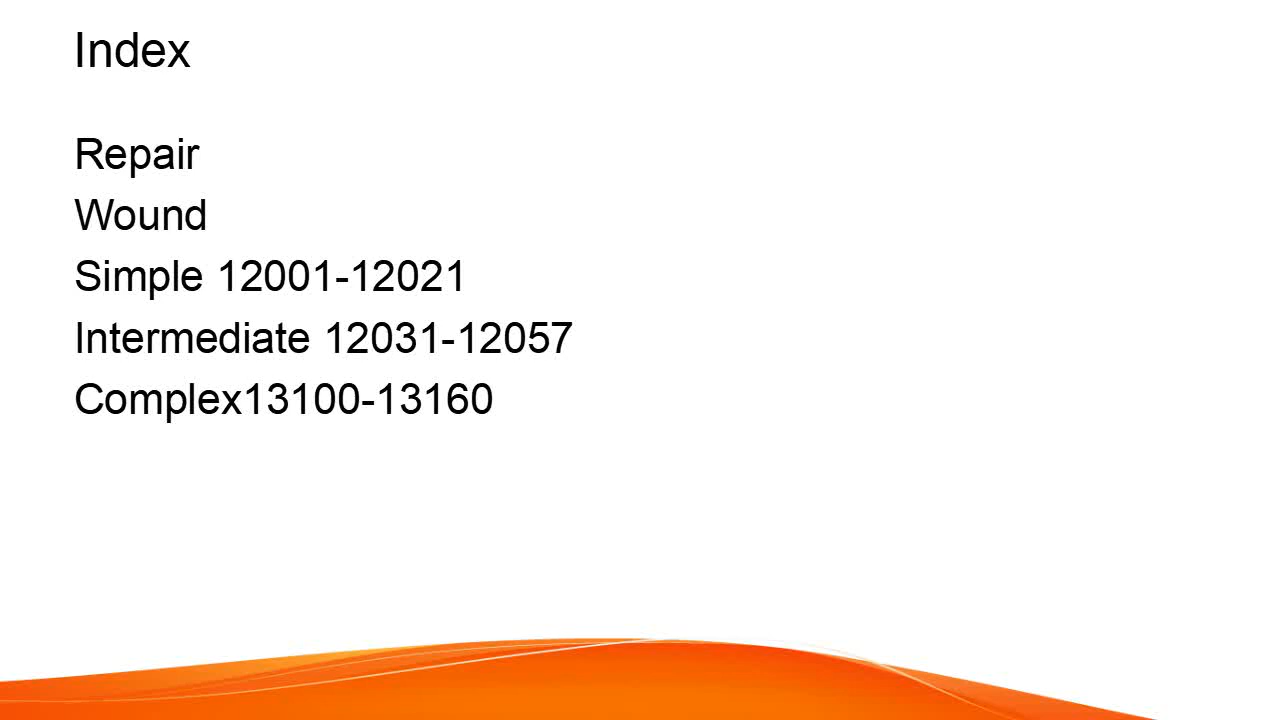 Index
Repair
Wound
Simple 12001-12021
Intermediate 12031-12057
Complex13100-13160